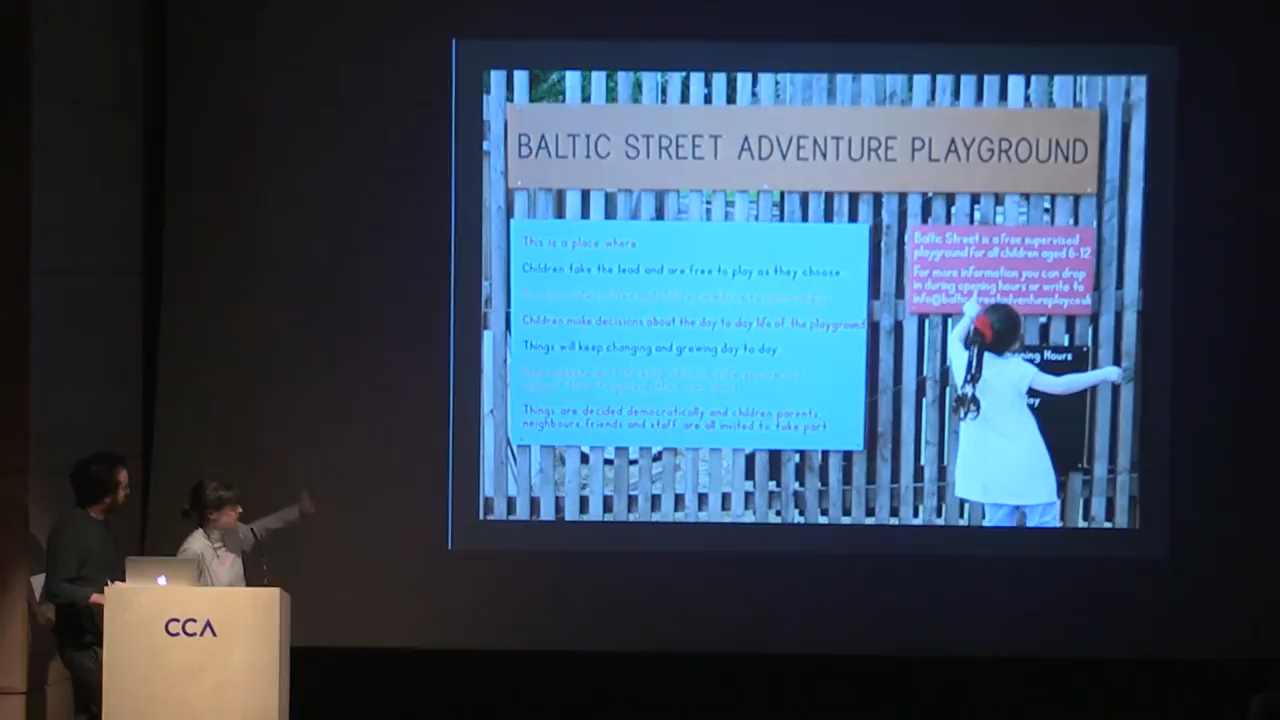 BALTIC STREET ADVENTURE PLAYGROUND
This is a place where
Children take the lead and are free to play as they choose
Children make decisions about the day to day life of the playground
Things will keep changing and growing day to day
Things are decided democratically and children parents,
neighbours, friends and staff are all invited to take part
Baltic Street is a free supervised
playground for all children aged 6-12
For more information you can drop
in during opening hours or write to
Hours
CCA